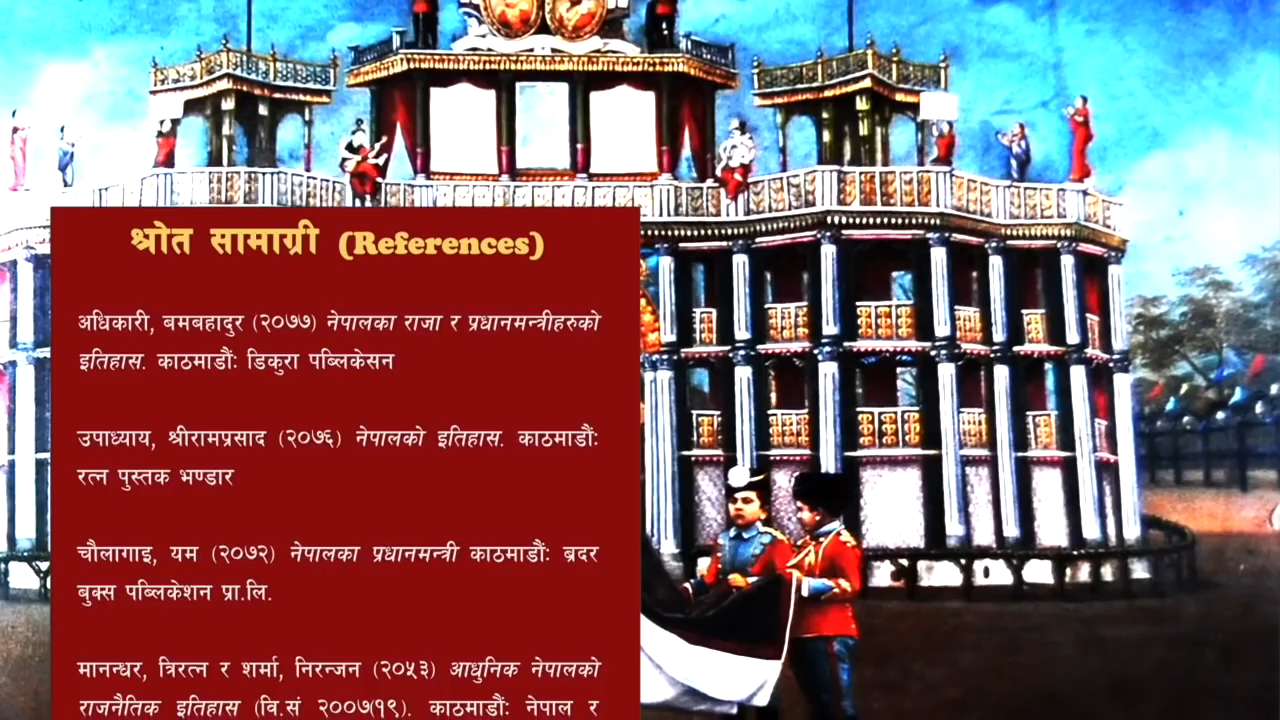 श्रोत सामाग्री (References)
अधिकारी, बमबहादुर (२०७७) नेपालका राजा र प्रधानमन्त्रीहरुको
इतिहास. काठमाडौंः डिकुरा पब्लिकेसन
उपाध्याय, श्रीरामप्रसाद (२०७६) नेपालको इतिहास. काठमाडौंः
रत्न पुस्तक भण्डार
चौलागाइ, यम (२०७२) नेपालका प्रधानमन्त्री काठमाडौंः ब्रदर
बुक्स पब्लिकेशन प्रा.लि.
मानन्धर, त्रिरत्न र शर्मा, निरन्जन (२०५३) आधुनिक नेपालको
राजनैतिक इतिहास (वि.सं २००७(१९). काठमाडौंः नेपाल र